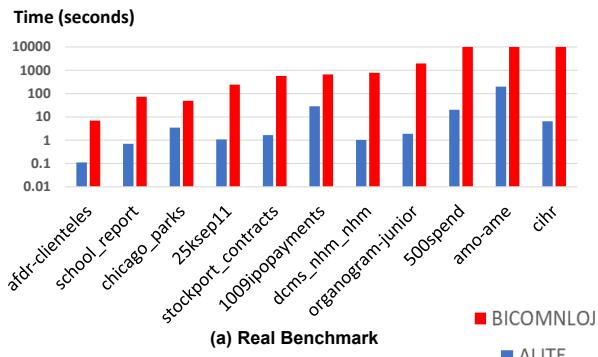 Time (seconds)
10000
1000
100
10
1
0.1
0.01
afdr-clienteles
school_report
chicago_parks
25ksep11
stockport_contracts
1009ipopayments
dcms_nhm_nhm
organogram-junior
500spend
amo-ame
cihr
BICOMNLOJ
(a) Real Benchmark
ALITE